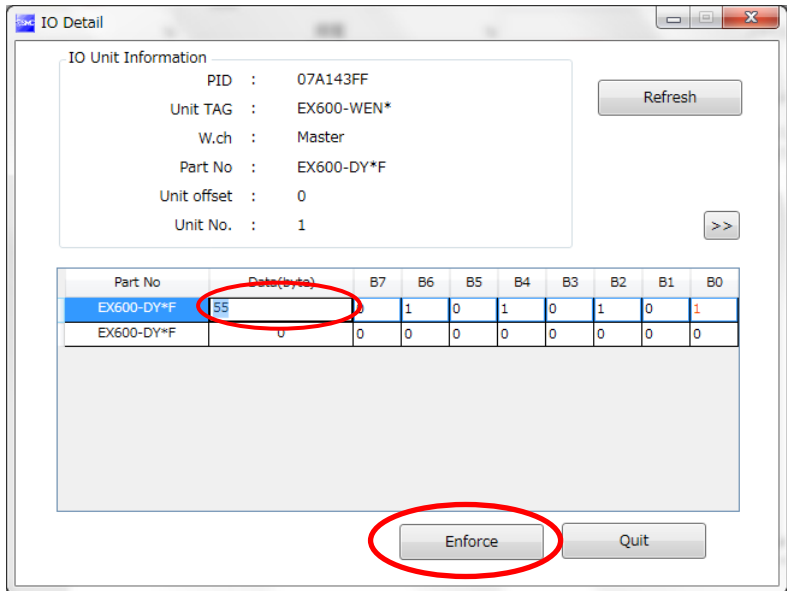 IO Detail
IO Unit Information
PID : 07A143FF
Unit TAG : EX600-WEN*
W.ch : Master
Part No : EX600-DY*F
Unit offset : 0
Unit No. : 1
Refresh
>>
Part No Data(byte) B7 B6 B5 B4 B3 B2 B1 B0
EX600-DY*F 55 0 1 0 1 0 1 0 1
EX600-DY*F 0 0 0 0 0 0 0 0 0
Enforce Quit